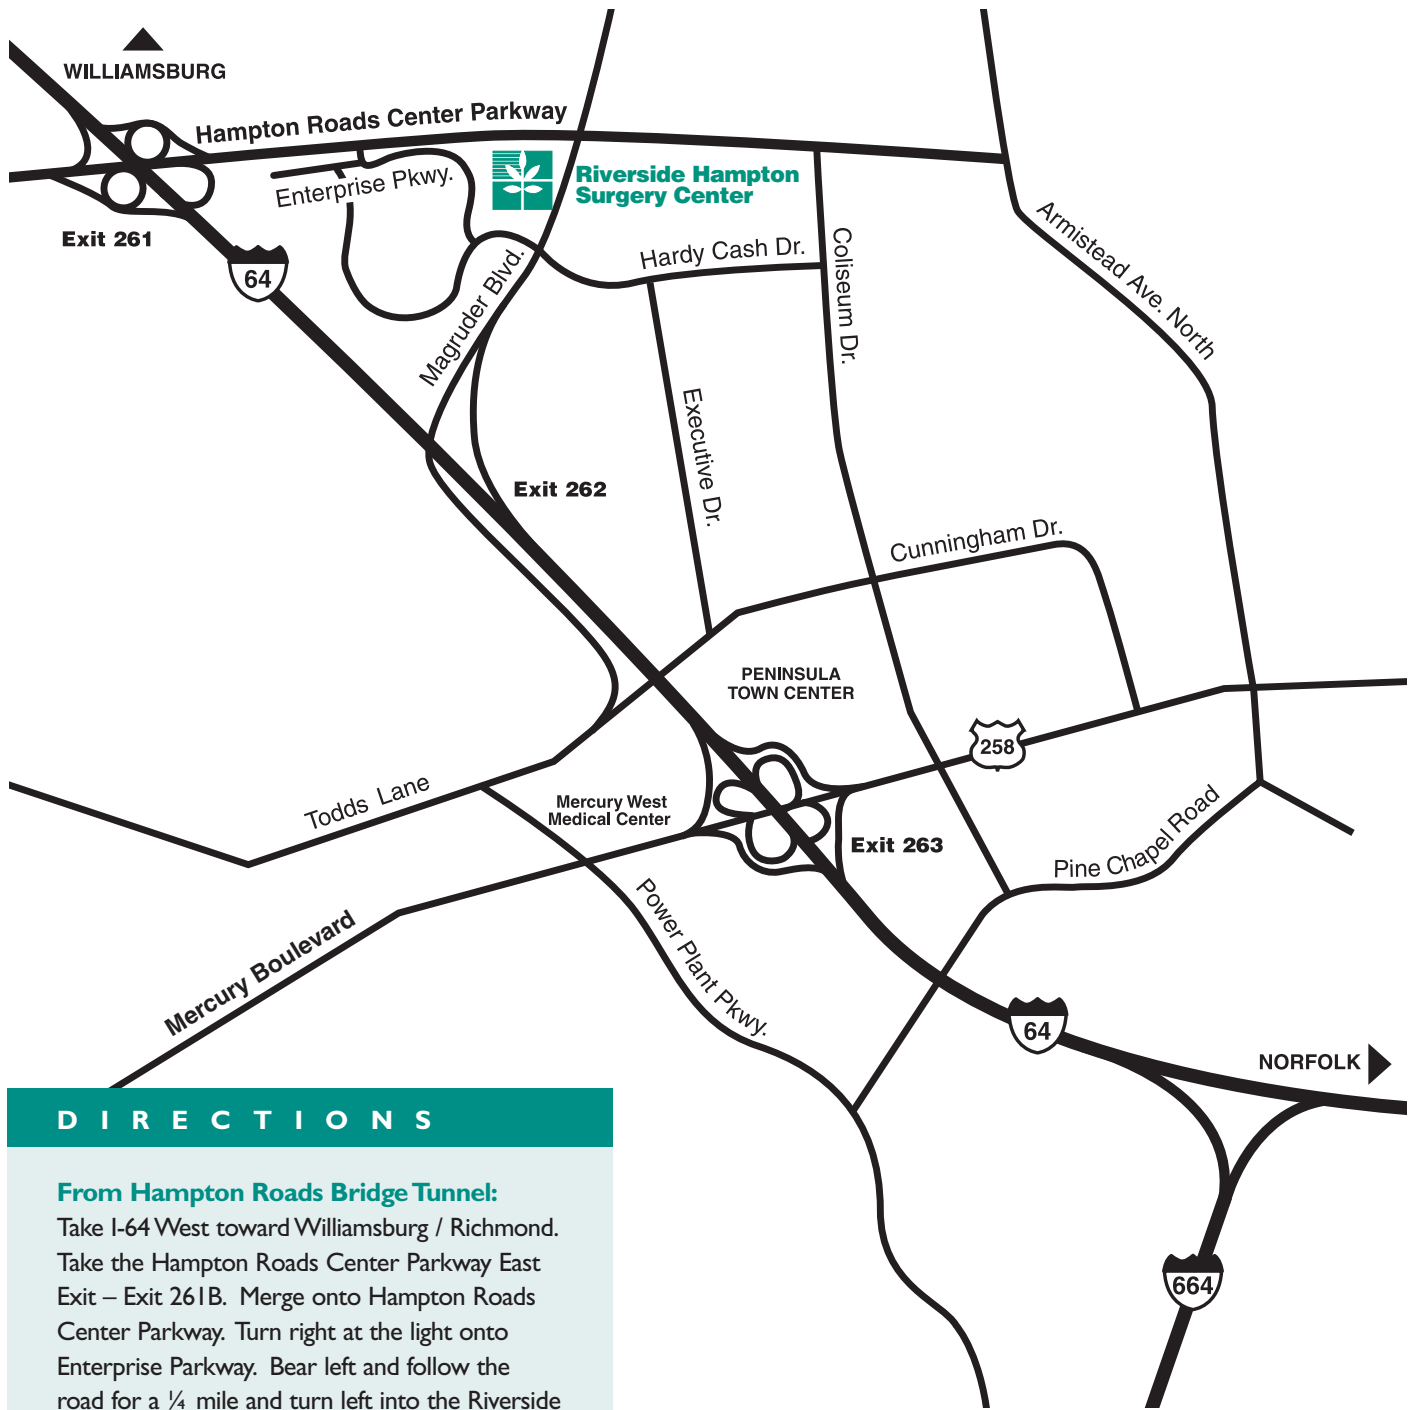 WILLIAMSBURG
Hampton Roads Center Parkway
Enterprise Pkwy.
Riverside Hampton
Surgery Center
Exit 261
64
Magruder Blvd.
Hardy Cash Dr.
Coliseum Dr.
Armistead Ave. North
Executive Dr.
Exit 262
Cunningham Dr.
PENINSULA
TOWN CENTER
258
Todds Lane
Mercury West
Medical Center
Exit 263
Pine Chapel Road
Power Plant Pkwy.
Mercury Boulevard
64
NORFOLK
664
DIRECTIONS
From Hampton Roads Bridge Tunnel:
Take I-64 West toward Williamsburg / Richmond.
Take the Hampton Roads Center Parkway East
Exit – Exit 261B. Merge onto Hampton Roads
Center Parkway. Turn right at the light onto
Enterprise Parkway. Bear left and follow the
road for a ¼ mile and turn left into the Riverside